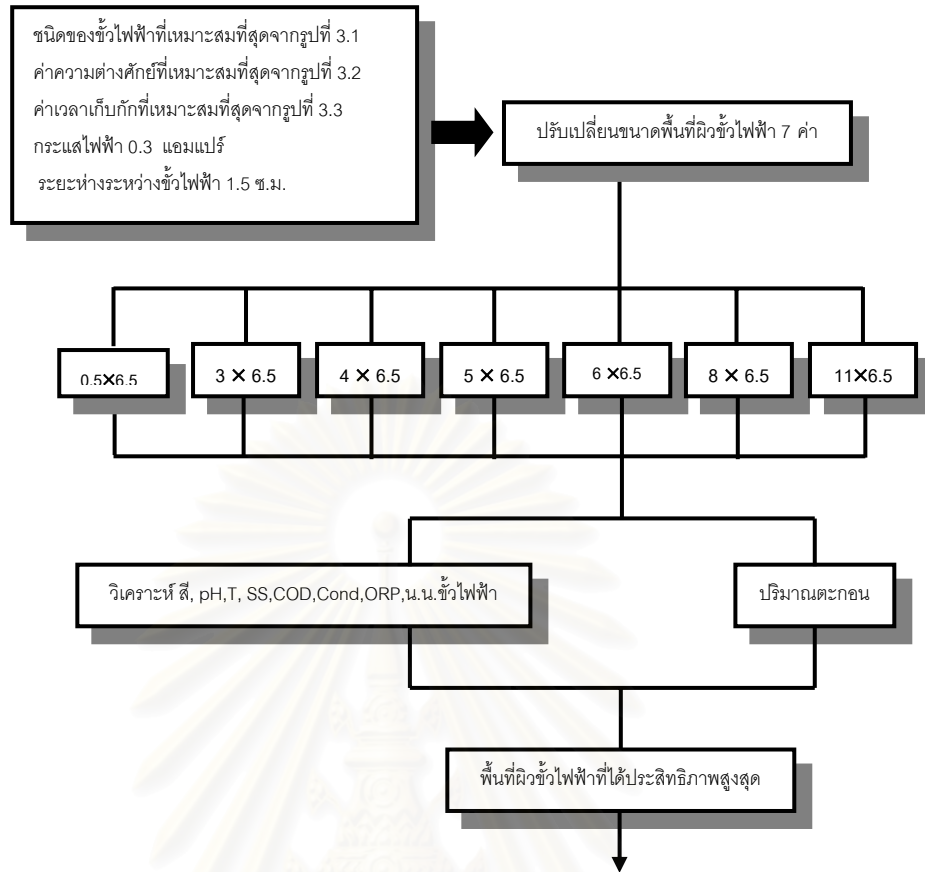 ชนิดของขั้วไฟฟ้าที่เหมาะสมที่สุดจากรูปที่ 3.1
ค่าความต่างศักย์ที่เหมาะสมที่สุดจากรูปที่ 3.2
ค่าเวลาเก็บกักที่เหมาะสมที่สุดจากรูปที่ 3.3
กระแสไฟฟ้า 0.3 แอมแปร์
ระยะห่างระหว่างขั้วไฟฟ้า 1.5 ซ.ม.
ปรับเปลี่ยนขนาดพื้นที่ผิวขั้วไฟฟ้า 7 ค่า
0.5×6.5
3 × 6.5
4 × 6.5
5 × 6.5
6 ×6.5
8 × 6.5
11×6.5
วิเคราะห์ สี, pH,T, SS,COD,Cond,ORP,น.น.ขั้วไฟฟ้า
ปริมาณตะกอน
พื้นที่ผิวขั้วไฟฟ้าที่ได้ประสิทธิภาพสูงสุด